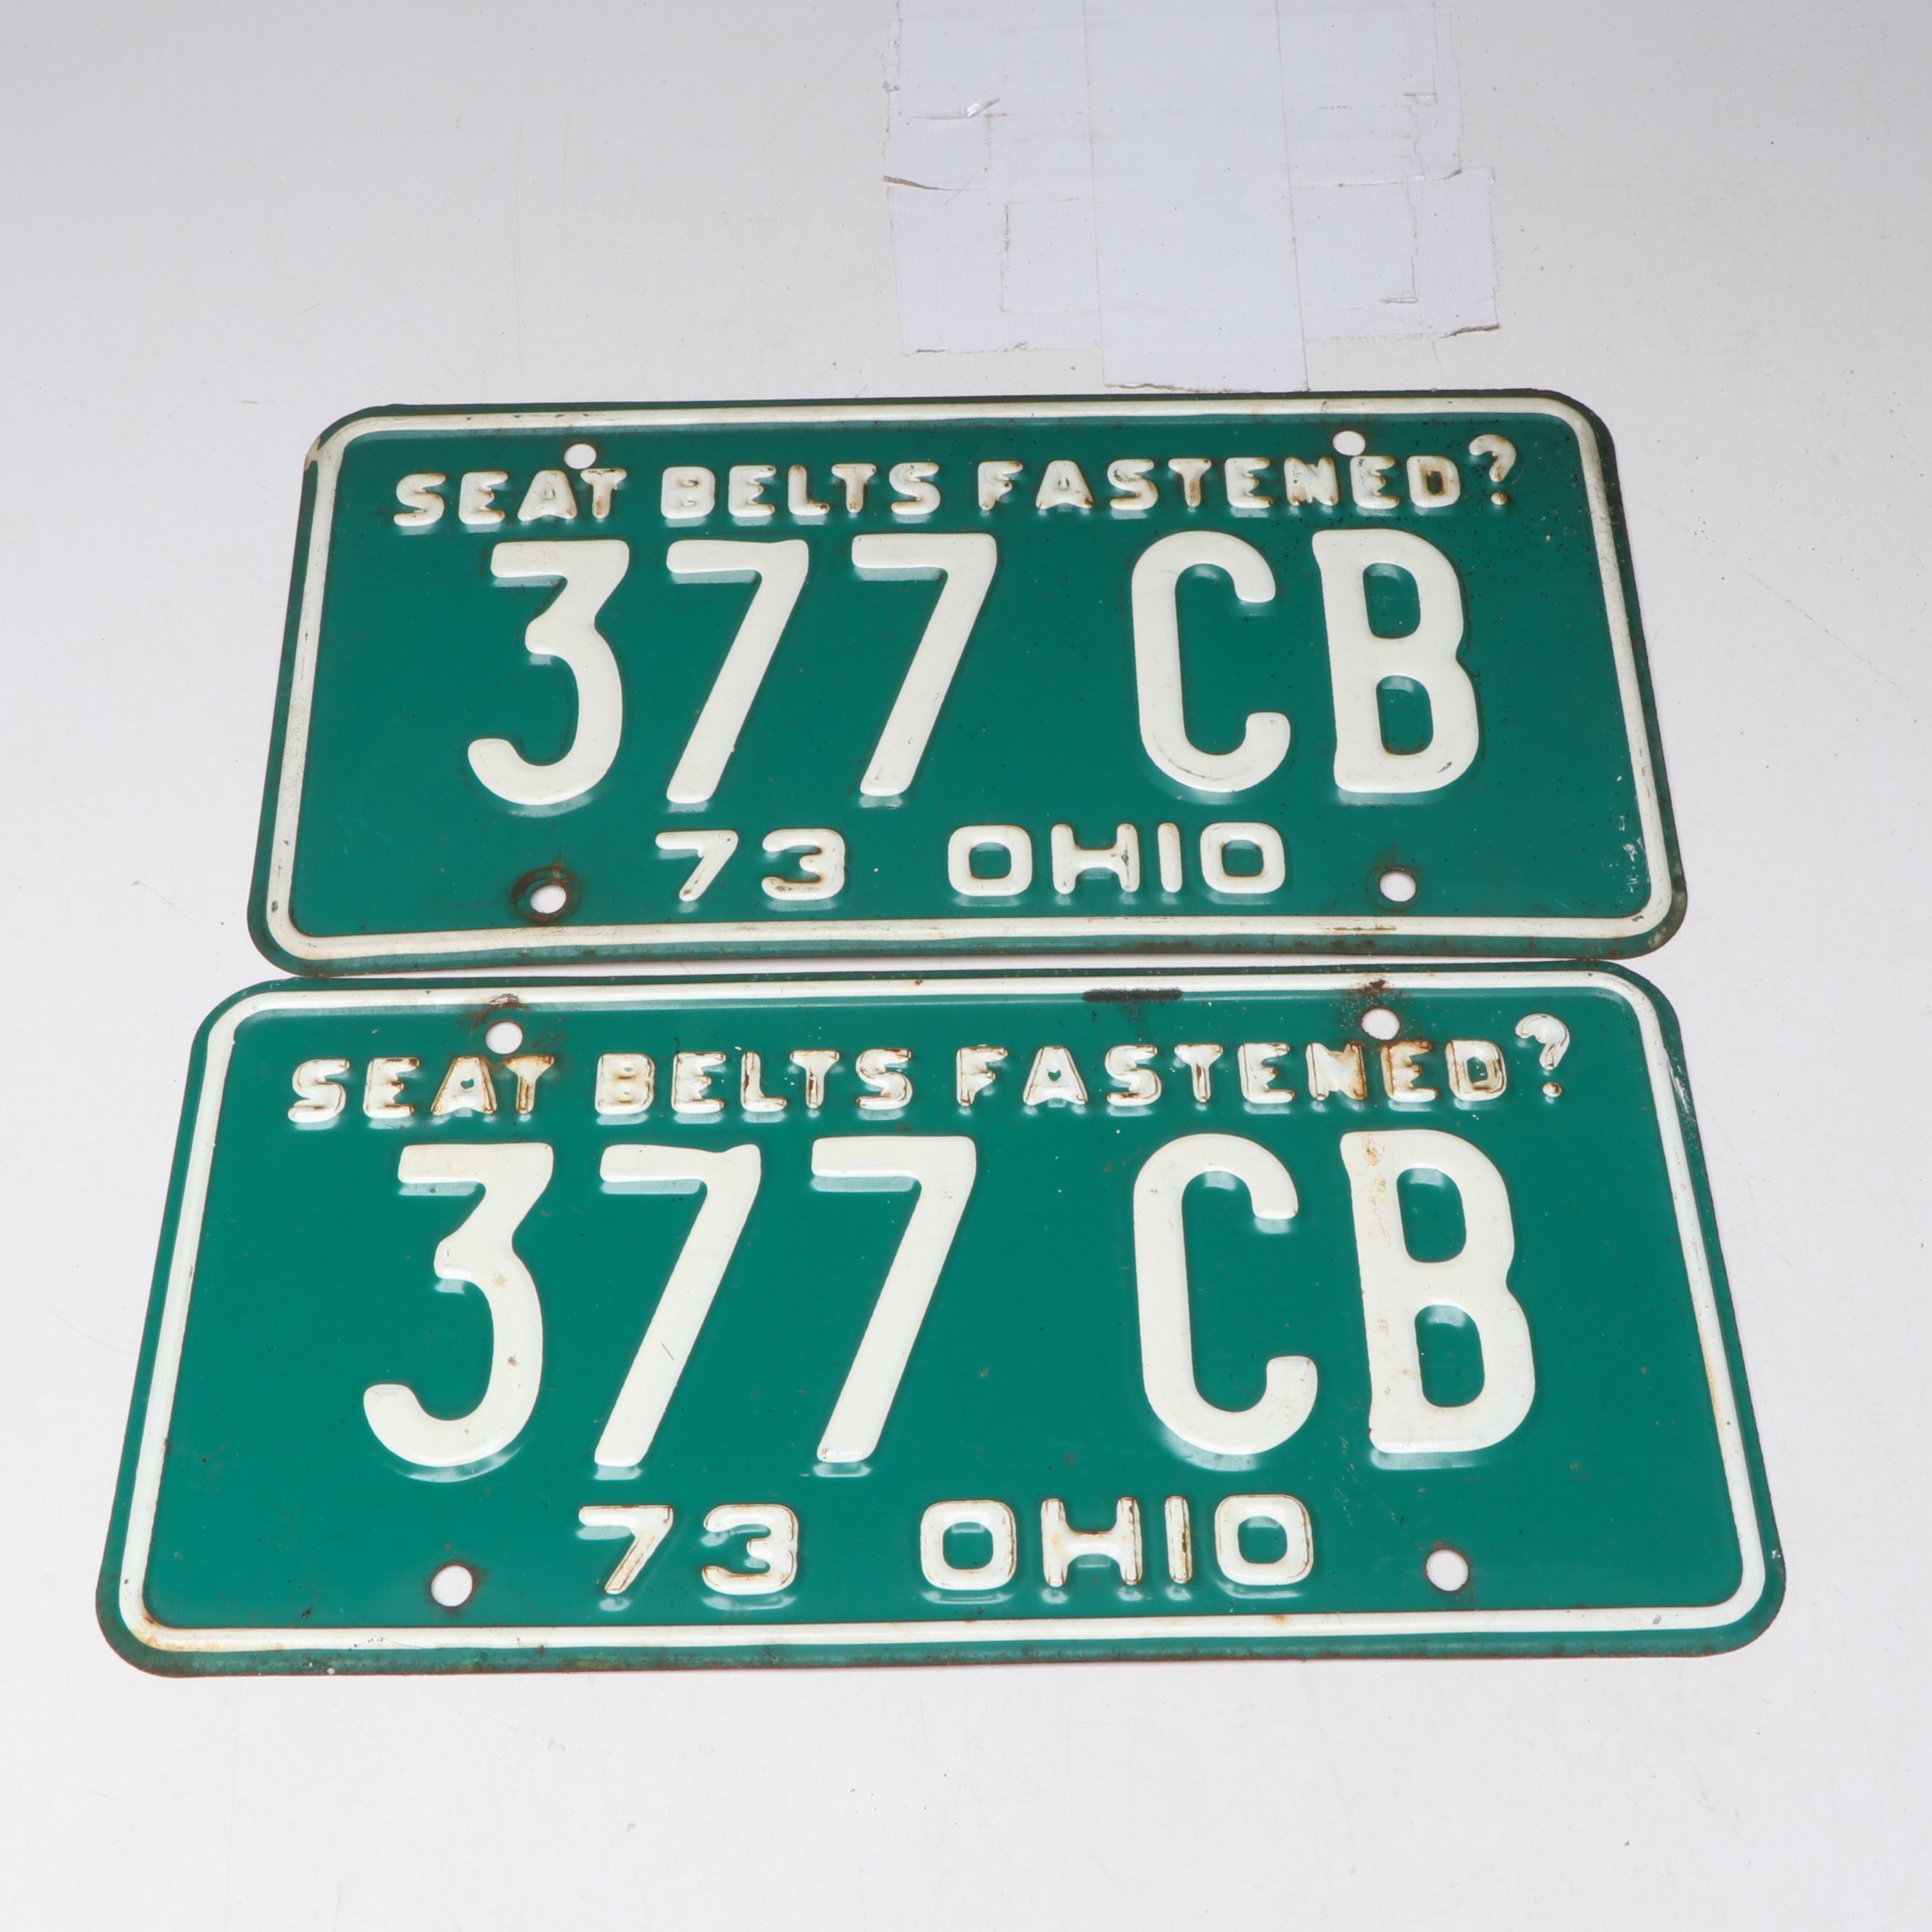 SEAT BELTS FASTENED?
377 CB
73 OHIO
SEAT BELTS FASTENED?
377 CB
73 OHIO